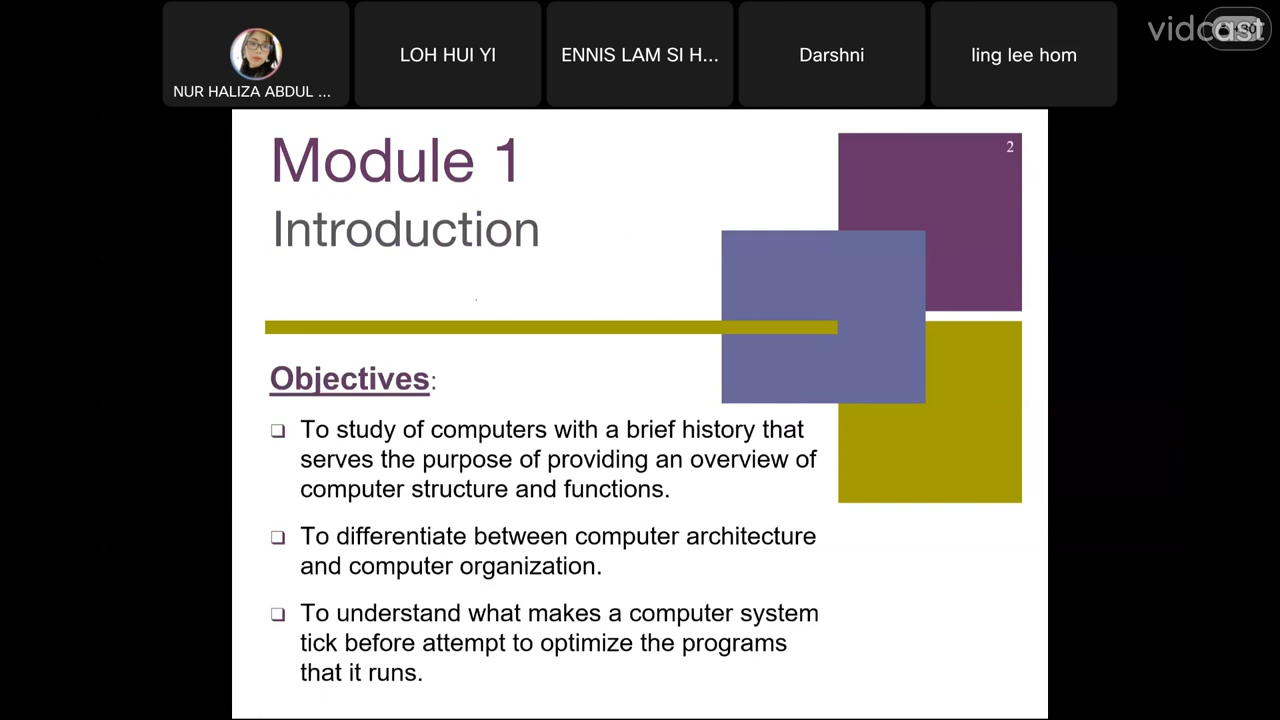 vidcast
NUR HALIZA ABDUL ...
LOH HUI YI
ENNIS LAM SI H...
Darshni
ling lee hom
2
Module 1
Introduction
Objectives:
❑ To study of computers with a brief history that
serves the purpose of providing an overview of
computer structure and functions.
❑ To differentiate between computer architecture
and computer organization.
❑ To understand what makes a computer system
tick before attempt to optimize the programs
that it runs.